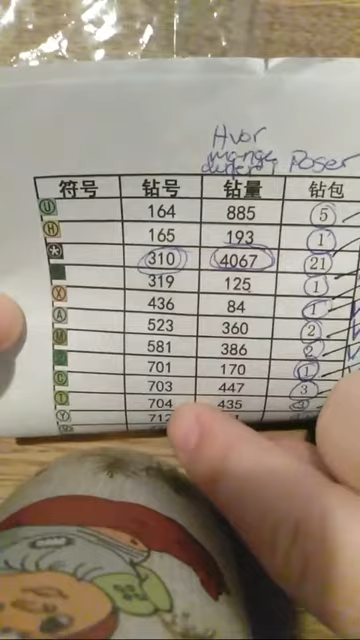 Hvor
mange Poser
符号 钻号 钻量 钻包
U 164 885 5
H 165 193 1
310 4067 21
319 125 1
X 436 84 1
A 523 360 2
M 581 386 2
Z 701 170 1
C 703 447 3
T 704 435
Y 712